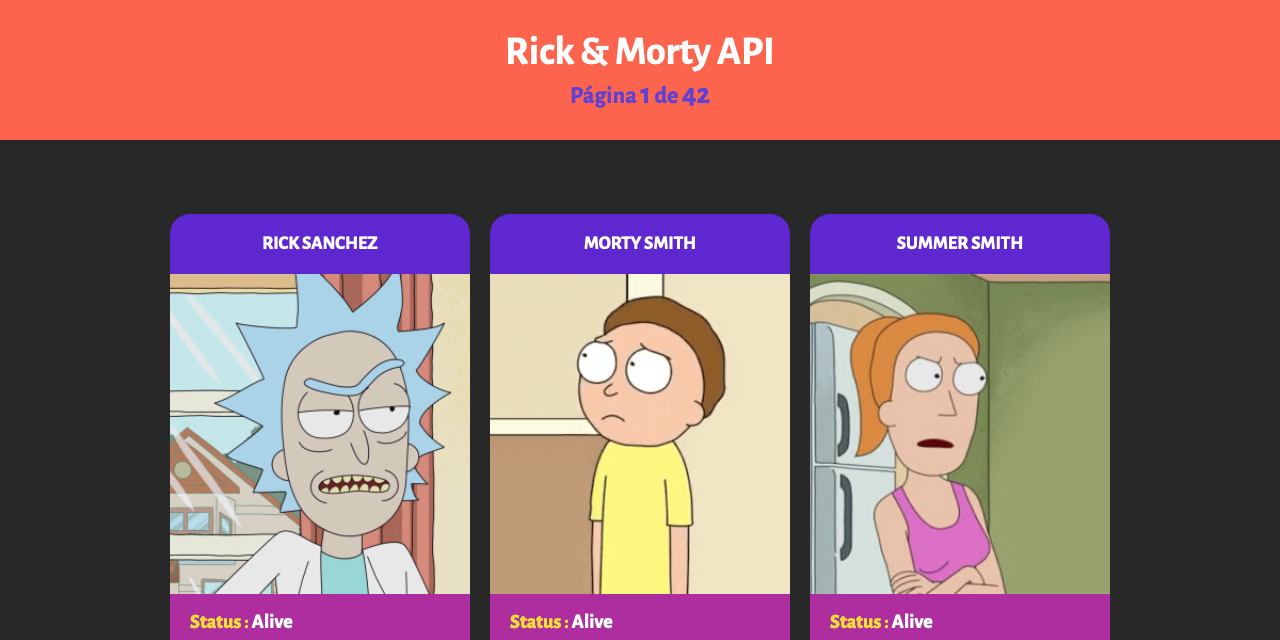 Rick & Morty API
Página 1 de 42
RICK SANCHEZ
MORTY SMITH
SUMMER SMITH
Status : Alive
Status : Alive
Status : Alive